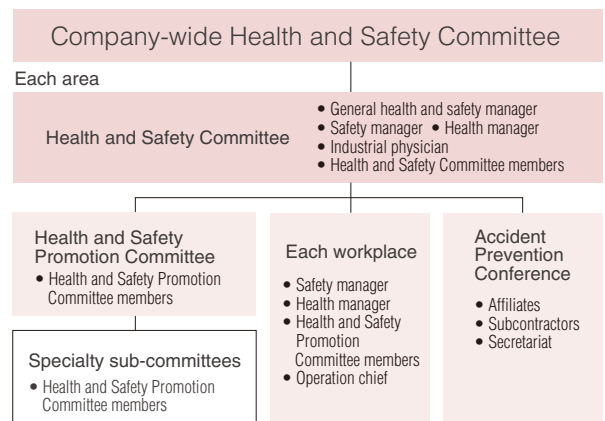 Company-wide Health and Safety Committee
Each area
Health and Safety Committee
• General health and safety manager
• Safety manager • Health manager
• Industrial physician
• Health and Safety Committee members
Health and Safety
Promotion Committee
• Health and Safety Promotion
Committee members
Specialty sub-committees
• Health and Safety Promotion
Committee members
Each workplace
• Safety manager
• Health manager
• Health and Safety
Promotion
Committee members
• Operation chief
Accident
Prevention
Conference
• Affiliates
• Subcontractors
• Secretariat